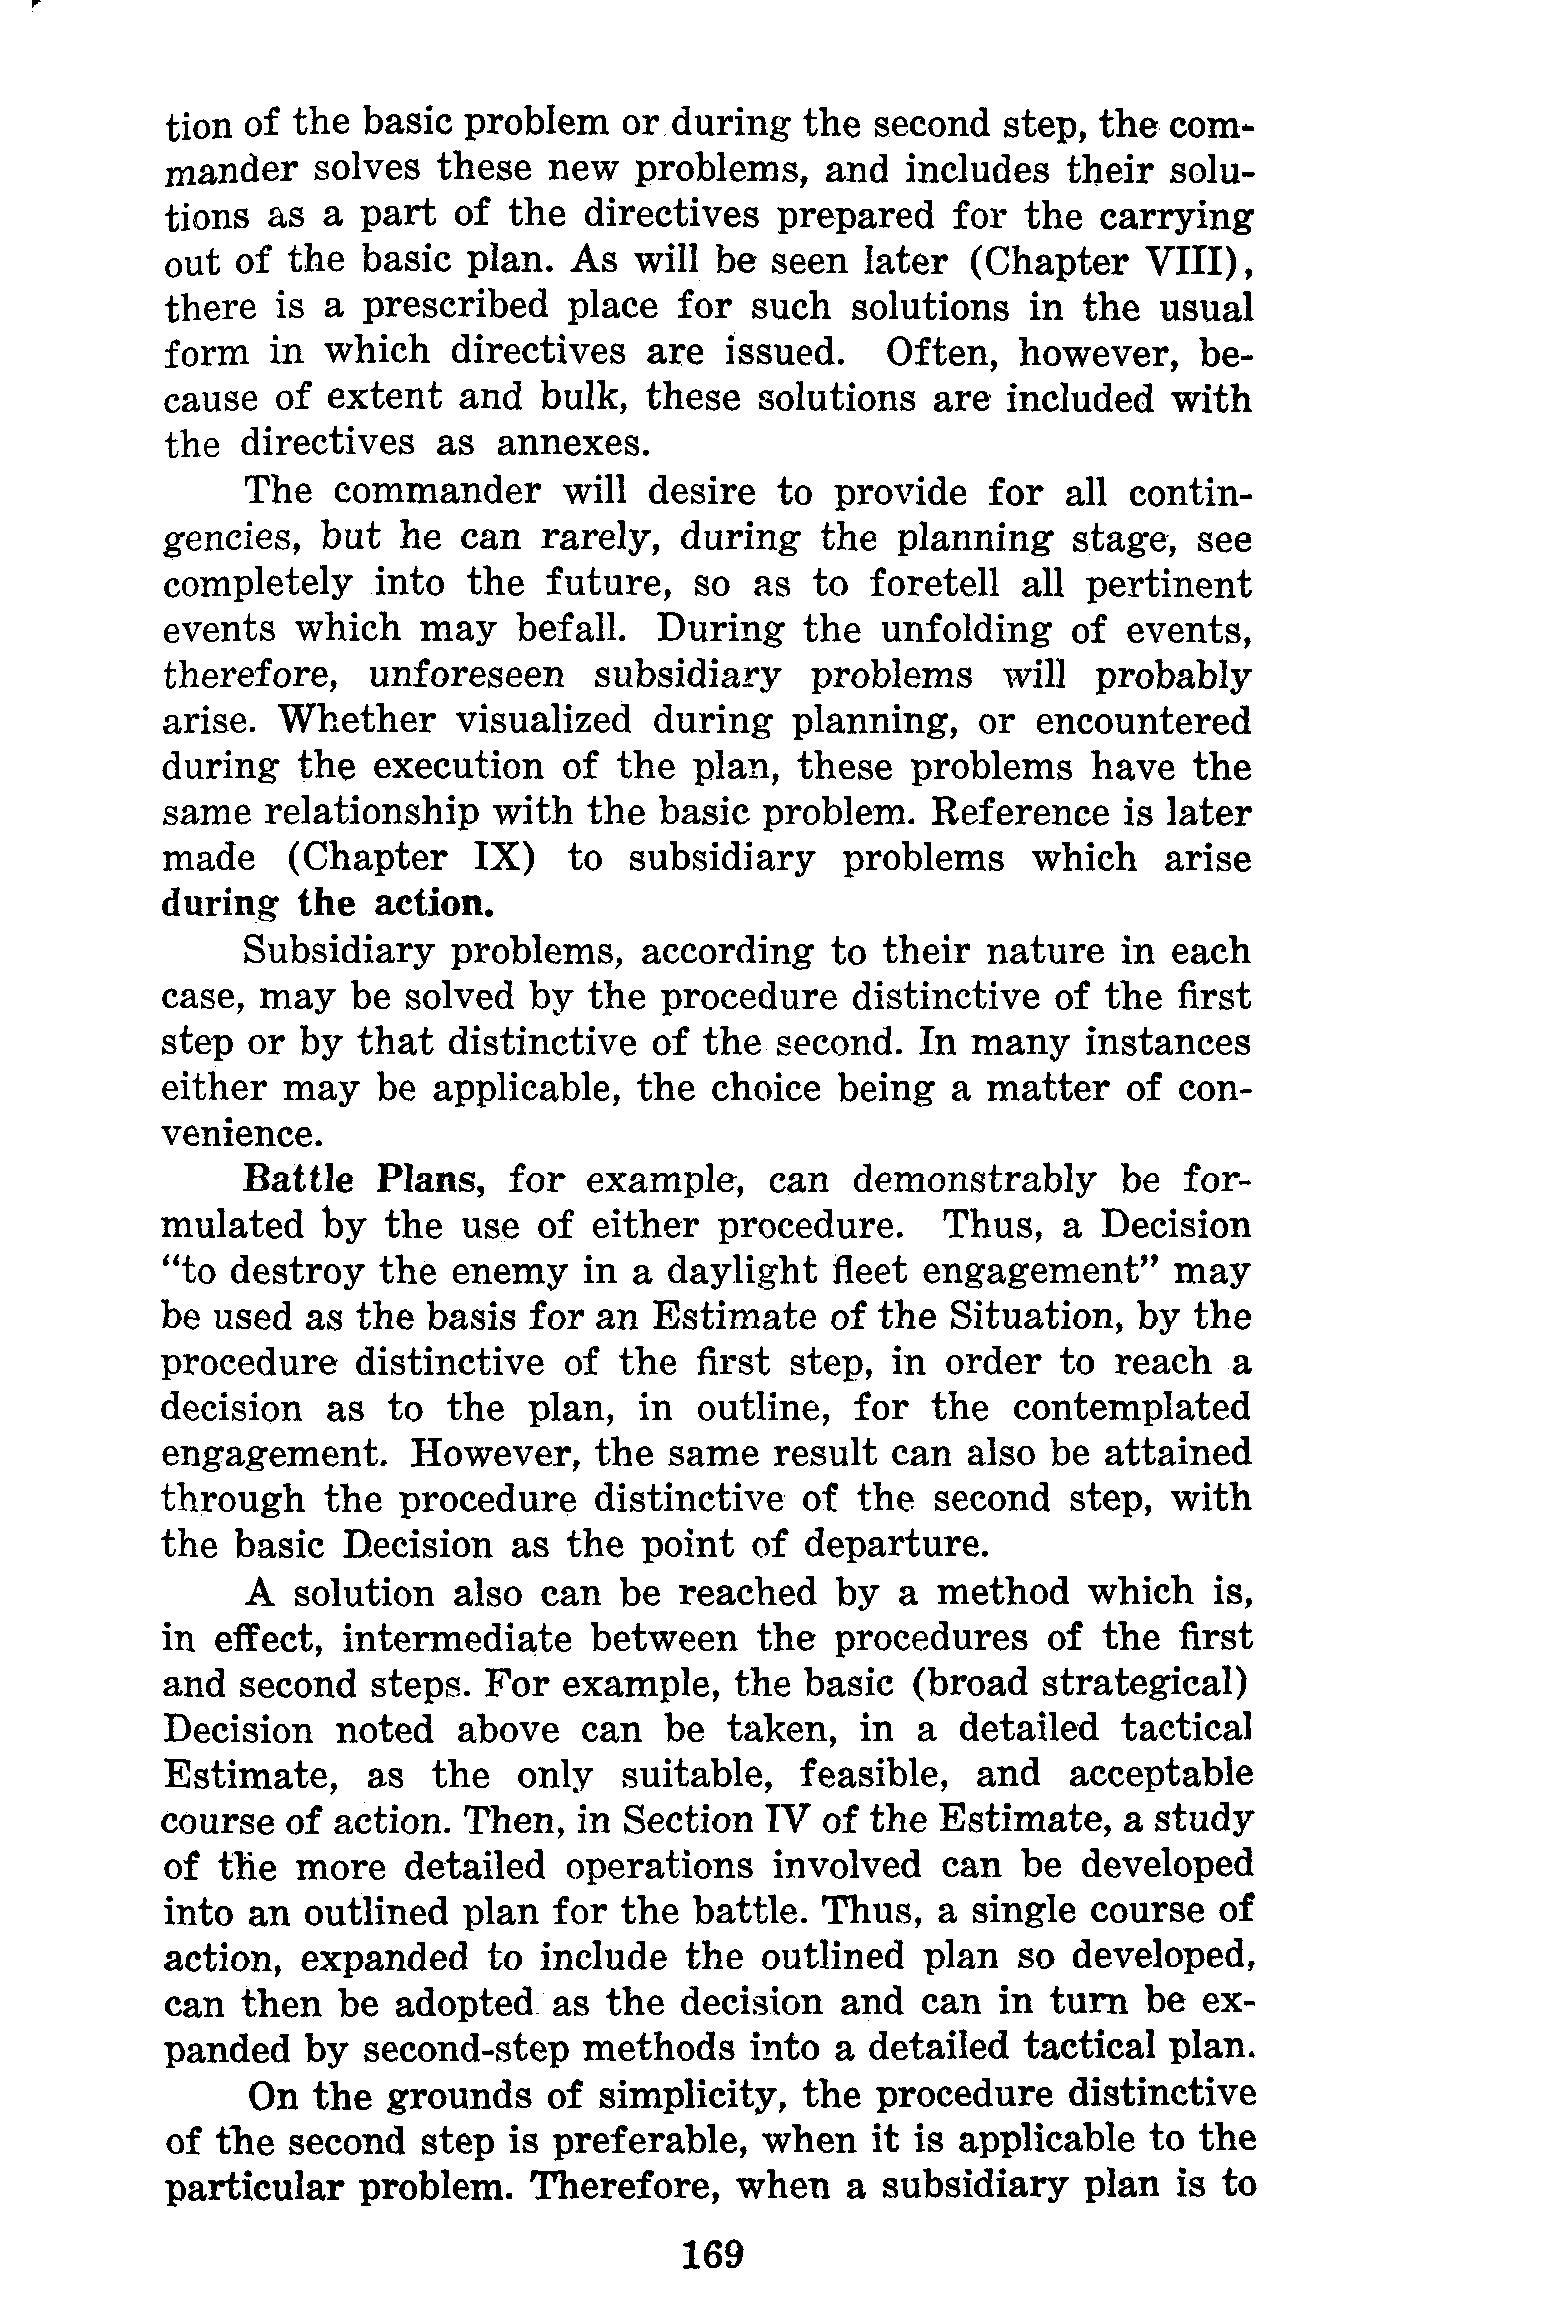 tion of the basic problem or during the second step, the com-
mander solves these new problems, and includes their solu-
tions as a part of the directives prepared for the carrying
out of the basic plan. As will be seen later (Chapter VIII),
there is a prescribed place for such solutions in the usual
form in which directives are issued. Often, however, be-
cause of extent and bulk, these solutions are included with
the directives as annexes.
The commander will desire to provide for all contin-
gencies, but he can rarely, during the planning stage, see
completely into the future, so as to foretell all pertinent
events which may befall. During the unfolding of events,
therefore, unforeseen subsidiary problems will probably
arise. Whether visualized during planning, or encountered
during the execution of the plan, these problems have the
same relationship with the basic problem. Reference is later
made (Chapter IX) to subsidiary problems which arise
during the action.
Subsidiary problems, according to their nature in each
case, may be solved by the procedure distinctive of the first
step or by that distinctive of the second. In many instances
either may be applicable, the choice being a matter of con-
venience.
Battle Plans, for example, can demonstrably be for-
mulated by the use of either procedure. Thus, a Decision
“to destroy the enemy in a daylight fleet engagement” may
be used as the basis for an Estimate of the Situation, by the
procedure distinctive of the first step, in order to reach a
decision as to the plan, in outline, for the contemplated
engagement. However, the same result can also be attained
through the procedure distinctive of the second step, with
the basic Decision as the point of departure.
A solution also can be reached by a method which is,
in effect, intermediate between the procedures of the first
and second steps. For example, the basic (broad strategical)
Decision noted above can be taken, in a detailed tactical
Estimate, as the only suitable, feasible, and acceptable
course of action. Then, in Section IV of the Estimate, a study
of the more detailed operations involved can be developed
into an outlined plan for the battle. Thus, a single course of
action, expanded to include the outlined plan so developed,
can then be adopted as the decision and can in turn be ex-
panded by second-step methods into a detailed tactical plan.
On the grounds of simplicity, the procedure distinctive
of the second step is preferable, when it is applicable to the
particular problem. Therefore, when a subsidiary plan is to
169